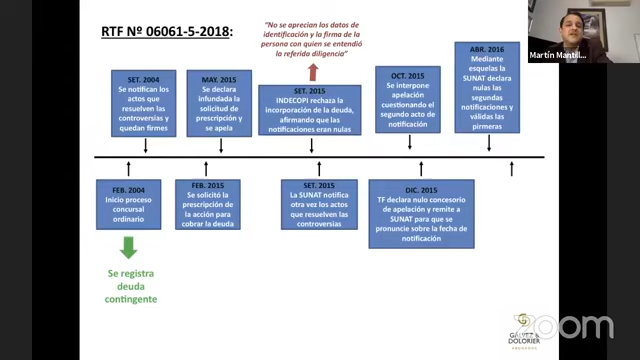 RTF Nº 06061-5-2018:
"No se aprecian los datos de
identificación y la firma de la
persona con quien se entendió
la referida diligencia"
SET. 2004
Se notifican los
actos que
resuelven las
controversias y
quedan firmes
MAY. 2015
Se declara
infundada la
solicitud de
prescripción y
se apela
SET. 2015
INDECOPI rechaza la
incorporación de la deuda,
afirmando que las
notificaciones eran nulas
OCT. 2015
Se interpone
apelación
cuestionando el
segundo acto de
notificación
ABR. 2016
Mediante
esquelas la
SUNAT declara
nulas las
segundas
notificaciones y
válidas las
pirmeras
Martín Mantill...
FEB. 2004
Inicio proceso
concursal
ordinario
FEB. 2015
Se solicitó la
prescripción de
la acción para
cobrar la deuda
SET. 2015
La SUNAT notifica
otra vez los actos
que resuelven las
controversias
DIC. 2015
TF declara nulo concesorio
de apelación y remite a
SUNAT para que se
pronuncie sobre la fecha de
notificación
Se registra
deuda
contingente
GÁLVEZ &
DOLORIER
ABOGADOS
zoom